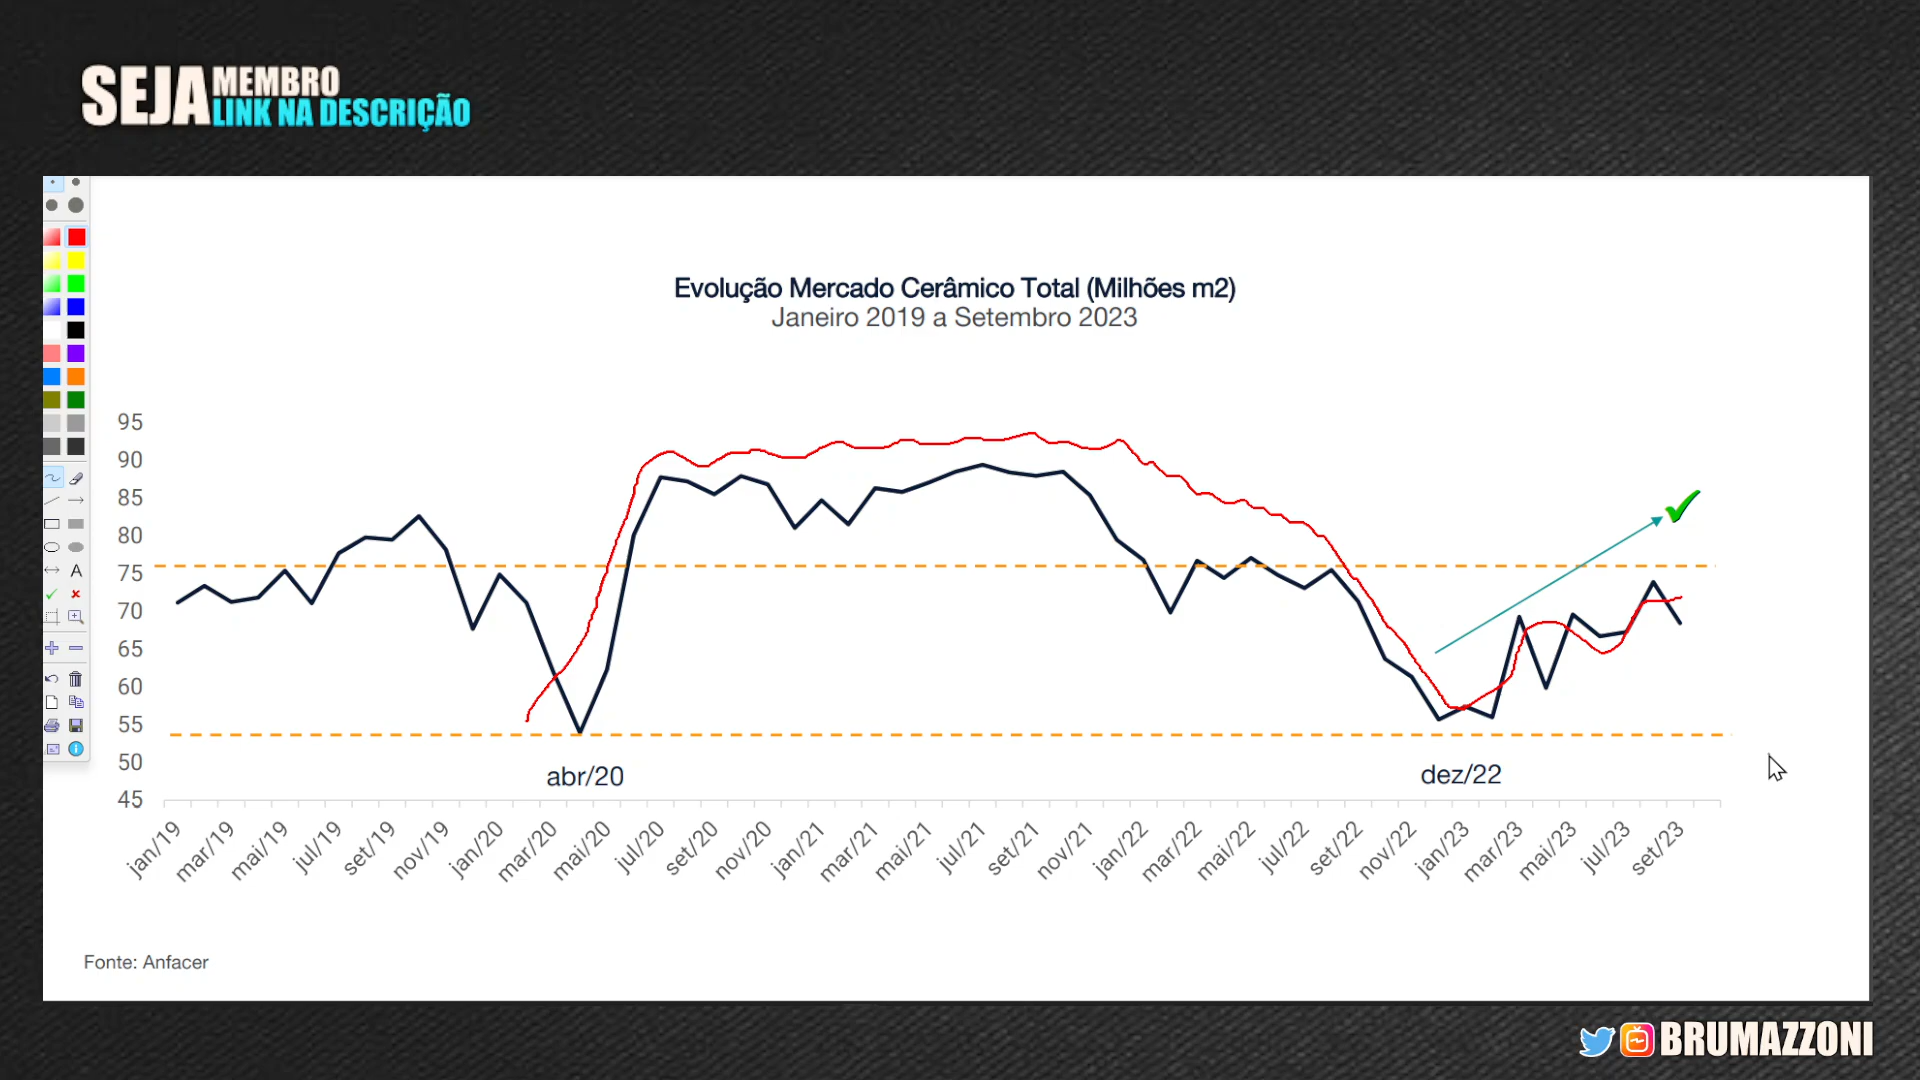 SEJA MEMBRO
LINK NA DESCRIÇÃO
Evolução Mercado Cerâmico Total (Milhões m2)
Janeiro 2019 a Setembro 2023
95
90
85
80
75
70
65
60
55
50
45
A
abr/20
dez/22
jan/19 mar/19 mai/19 jul/19 set/19 nov/19 jan/20 mar/20 mai/20 jul/20 set/20 nov/20 jan/21 mar/21 mai/21 jul/21 set/21 nov/21 jan/22 mar/22 mai/22 jul/22 set/22 nov/22 jan/23 mar/23 mai/23 jul/23 set/23
Fonte: Anfacer
BRUMAZZONI